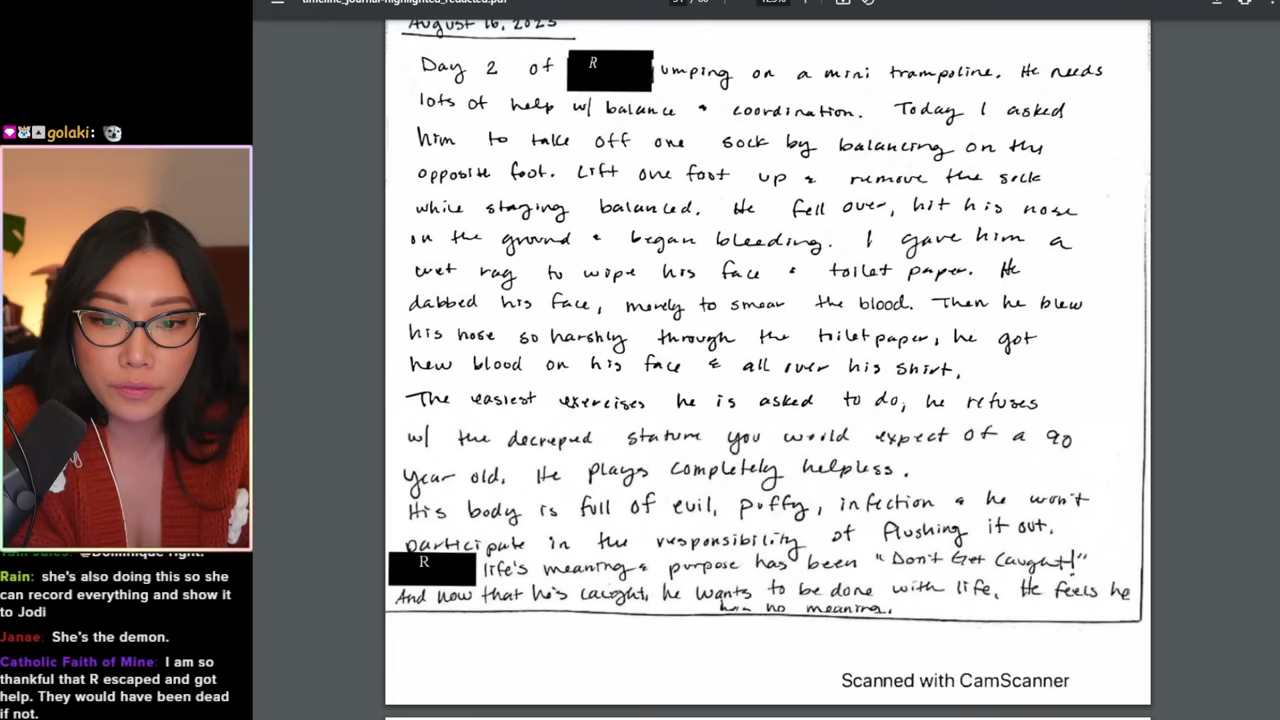 timeline_journal-highlighted_redacted.pdf
August 16, 2023
Day 2 of R umping on a mini trampoline. He needs
lots of help w/ balance & coordination. Today I asked
him to take off one sock by balancing on the
opposite foot. Lift one foot up & remove the sock
while staying balanced. He fell over, hit his nose
on the ground & began bleeding. I gave him a
wet rag to wipe his face & toilet paper. He
dabbed his face, merely to smear the blood. Then he blew
his nose so harshly through the toilet paper, he got
new blood on his face & all over his shirt.
The easiest exercises he is asked to do, he refuses
w/ the decreped stature you would expect of a 90
year old. He plays completely helpless.
His body is full of evil, puffy, infection & he won't
participate in the responsibility of flushing it out.
R life's meaning & purpose has been "Don't Get Caught!"
And now that he's caught, he wants to be done with life. He feels he
has no meaning.
Scanned with CamScanner
golaki:
@Dominique right.
Rain: she's also doing this so she
can record everything and show it
to Jodi
Janae: She's the demon.
Catholic Faith of Mine: I am so
thankful that R escaped and got
help. They would have been dead
if not.